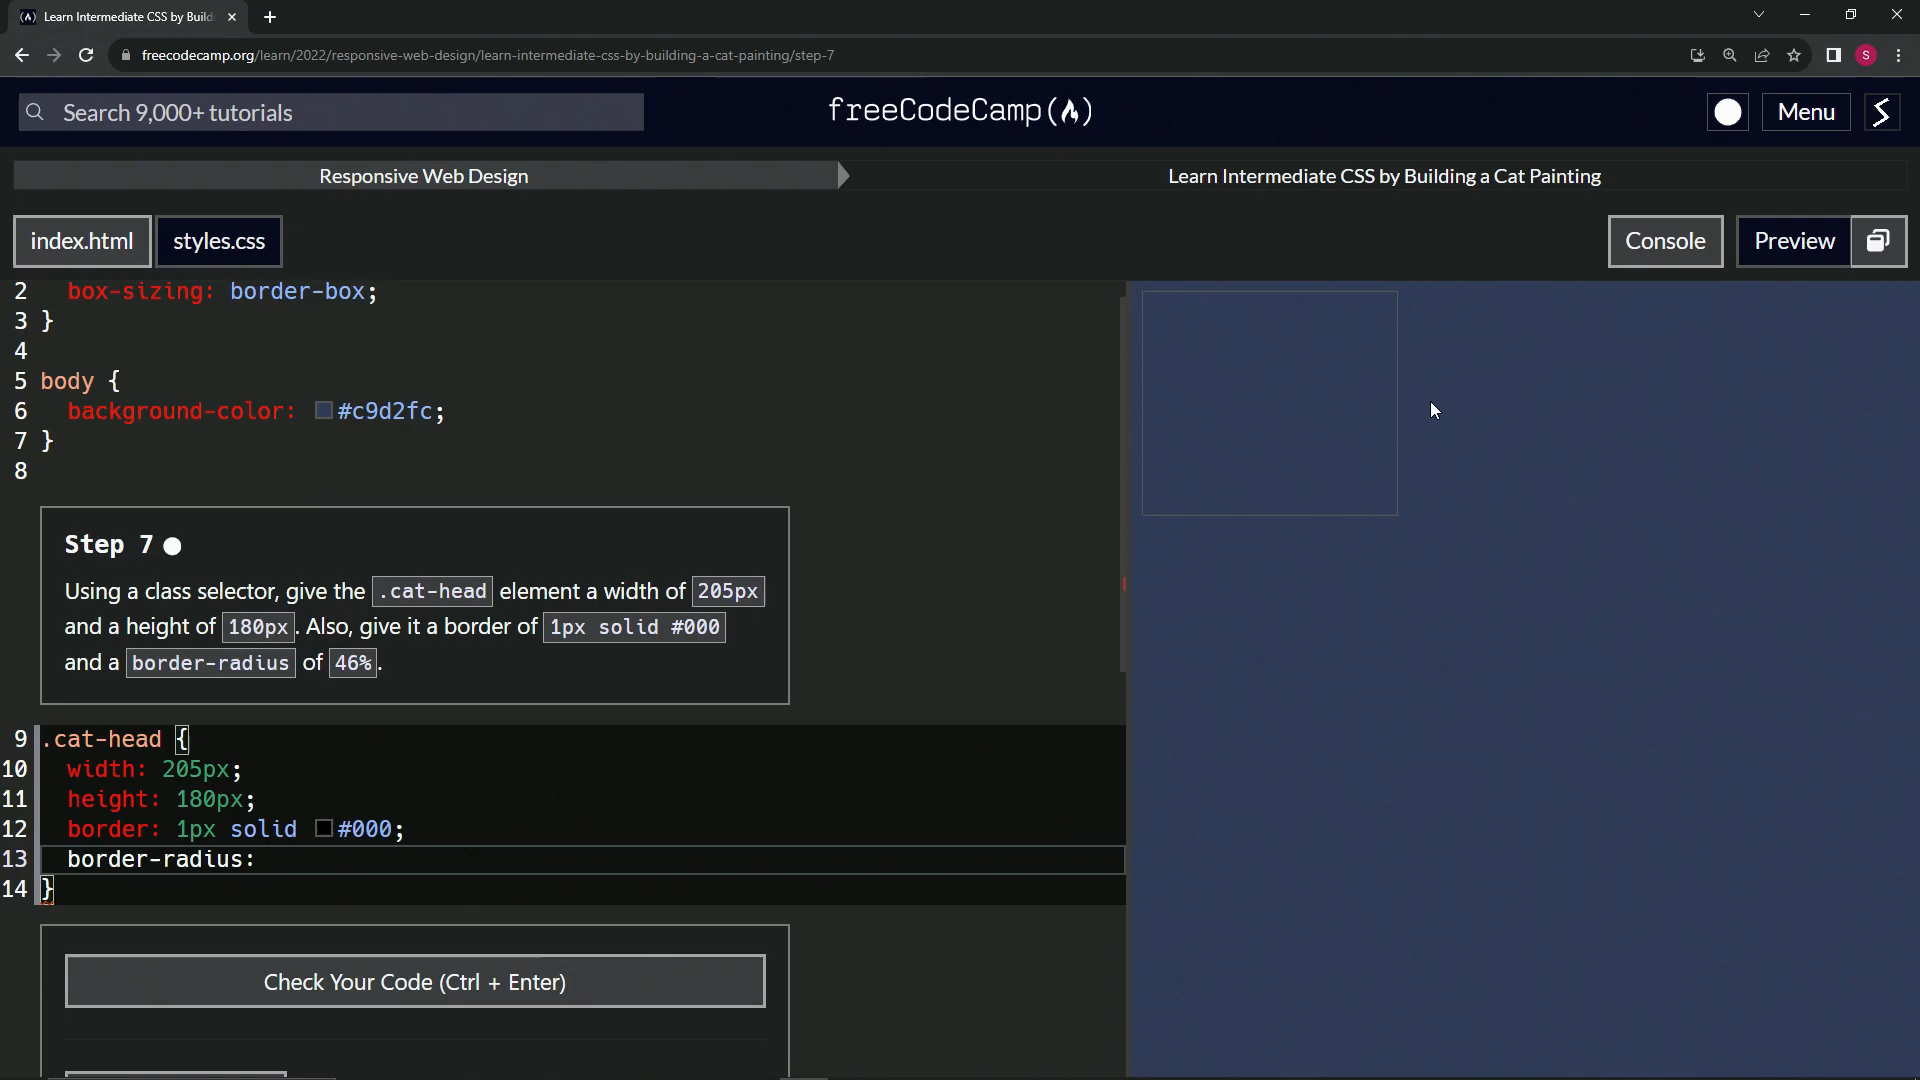 Learn Intermediate CSS by Build
freecodecamp.org/learn/2022/responsive-web-design/learn-intermediate-css-by-building-a-cat-painting/step-7
S
Search 9,000+ tutorials
freeCodeCamp
Menu
Responsive Web Design
Learn Intermediate CSS by Building a Cat Painting
index.html
styles.css
Console
Preview
2 box-sizing: border-box;
3 }
4
5 body {
6 background-color: #c9d2fc;
7 }
8
Step 7
Using a class selector, give the .cat-head element a width of 205px
and a height of 180px. Also, give it a border of 1px solid #000
and a border-radius of 46%.
9 .cat-head {
10 width: 205px;
11 height: 180px;
12 border: 1px solid #000;
13 border-radius:
14 }
Check Your Code (Ctrl + Enter)